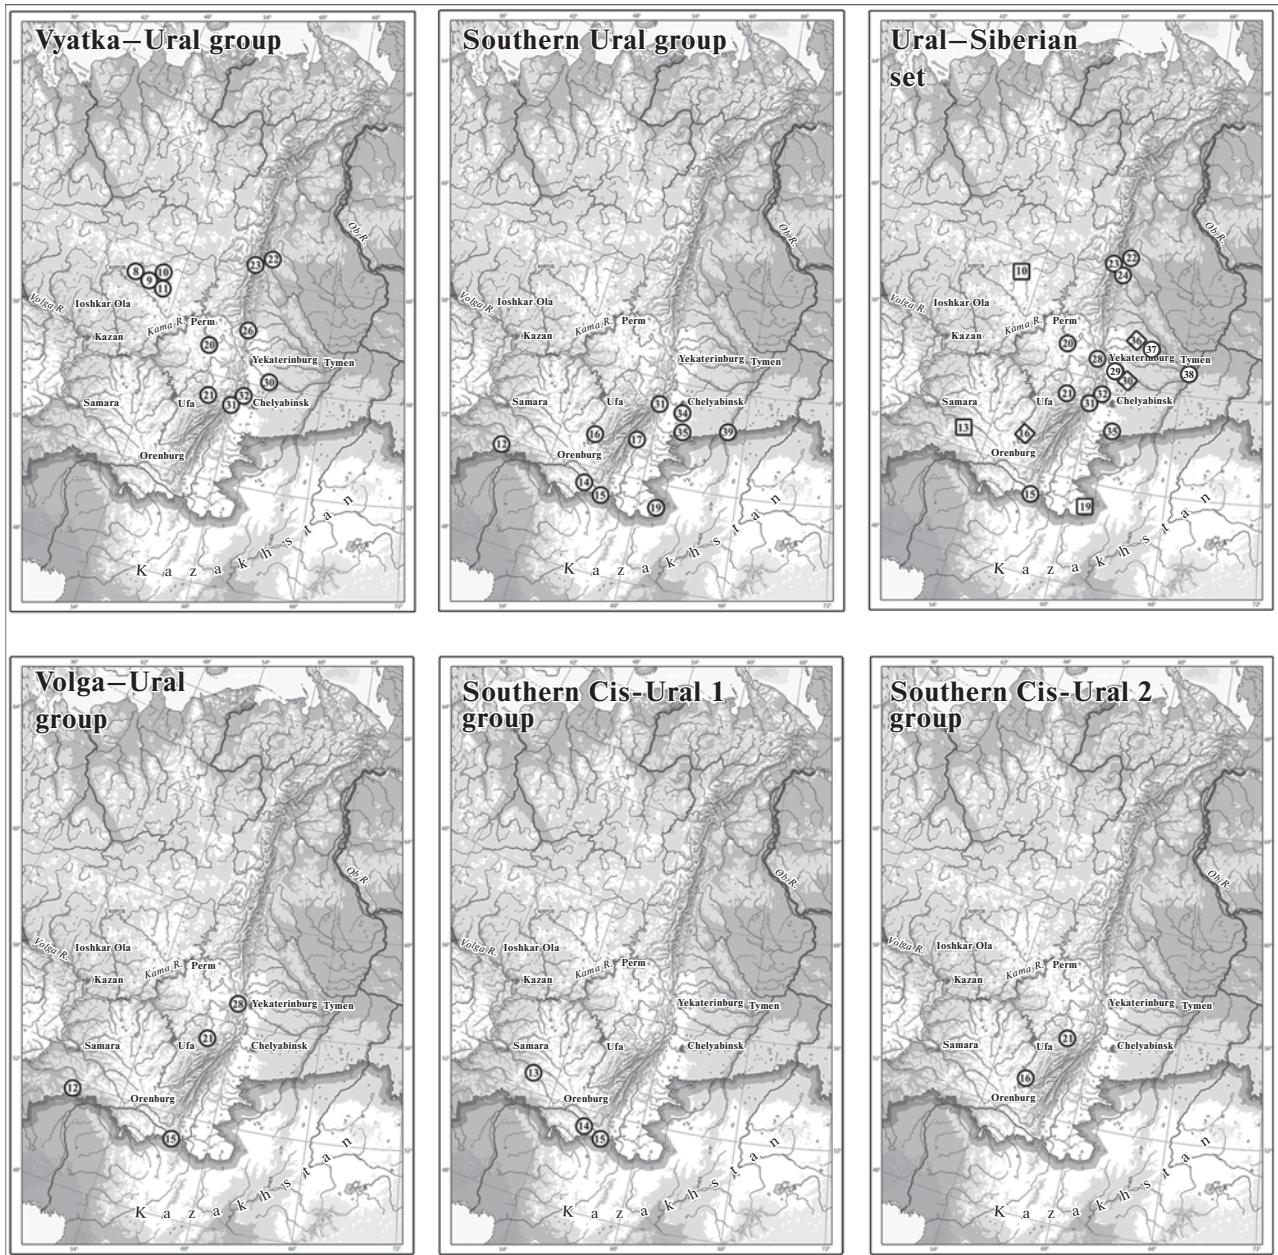 Vyatka–Ural group
Ob R.
8 9 10 11
23 22
Volga R.
Ioshkar Ola
Kazan
Kama R.
Perm
26
20
Yekaterinburg
Tymen
30
21
32
31
Samara
Ufa
Chelyabinsk
Orenburg
Kazakhstan
Southern Ural group
Ob R.
Volga R.
Ioshkar Ola
Kazan
Kama R.
Perm
Yekaterinburg
Tymen
Samara
Ufa
31
Chelyabinsk
34
12
16
17
35
39
Orenburg
14
15
19
Kazakhstan
Ural–Siberian
set
Ob R.
10
23 22
24
Volga R.
Ioshkar Ola
Kazan
Kama R.
Perm
20
36
37
28
Yekaterinburg
Tymen
29
30
38
21
32
31
Samara
Ufa
Chelyabinsk
13
16
35
Orenburg
15
19
Kazakhstan
Volga–Ural
group
Ob R.
Volga R.
Ioshkar Ola
Kazan
Kama R.
Perm
28
Yekaterinburg
Tymen
21
Samara
Ufa
Chelyabinsk
12
Orenburg
15
Kazakhstan
Southern Cis-Ural 1
group
Ob R.
Volga R.
Ioshkar Ola
Kazan
Kama R.
Perm
Yekaterinburg
Tymen
Samara
Ufa
Chelyabinsk
13
Orenburg
14
15
Kazakhstan
Southern Cis-Ural 2
group
Ob R.
Volga R.
Ioshkar Ola
Kazan
Kama R.
Perm
Yekaterinburg
Tymen
21
Samara
Ufa
Chelyabinsk
16
Orenburg
Kazakhstan